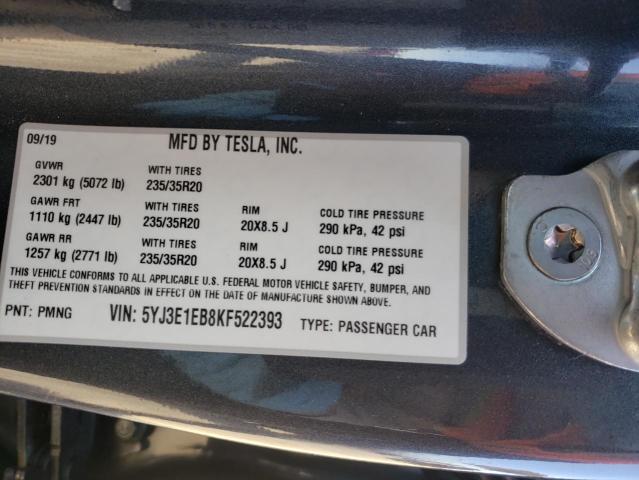 09/19 MFD BY TESLA, INC.
GVWR WITH TIRES
2301 kg (5072 lb) 235/35R20
GAWR FRT WITH TIRES RIM COLD TIRE PRESSURE
1110 kg (2447 lb) 235/35R20 20X8.5 J 290 kPa, 42 psi
GAWR RR WITH TIRES RIM COLD TIRE PRESSURE
1257 kg (2771 lb) 235/35R20 20X8.5 J 290 kPa, 42 psi
THIS VEHICLE CONFORMS TO ALL APPLICABLE U.S. FEDERAL MOTOR VEHICLE SAFETY, BUMPER, AND
THEFT PREVENTION STANDARDS IN EFFECT ON THE DATE OF MANUFACTURE SHOWN ABOVE.
PNT: PMNG VIN: 5YJ3E1EB8KF522393 TYPE: PASSENGER CAR